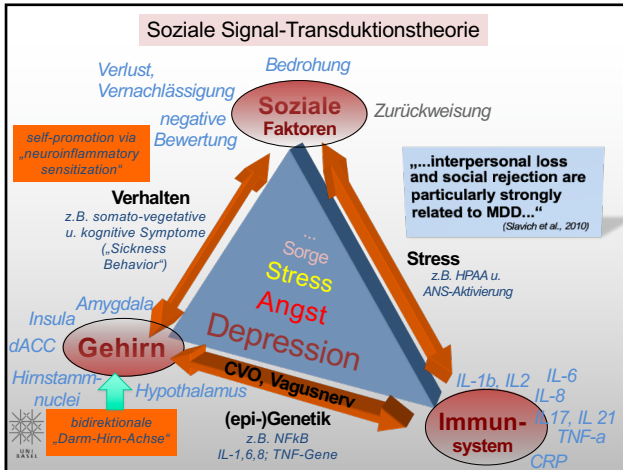 Soziale Signal-Transduktionstheorie
Verlust,
Vernachlässigung
Bedrohung
negative
Bewertung
Soziale
Faktoren
Zurückweisung
self-promotion via
„neuroinflammatory
sensitization“
„...interpersonal loss
and social rejection are
particularly strongly
related to MDD...“
(Slavich et al., 2010)
Verhalten
z.B. somato-vegetative
u. kognitive Symptome
(„Sickness
Behavior“)
...
Sorge
Stress
Angst
Depression
Stress
z.B. HPAA u.
ANS-Aktivierung
Amygdala
Insula
dACC
Gehirn
Hirnstamm-
nuclei
Hypothalamus
CVO, Vagusnerv
bidirektionale
„Darm-Hirn-Achse“
(epi-)Genetik
z.B. NFkB
IL-1,6,8; TNF-Gene
IL-1b, IL2
IL-6
IL-8
IL17, IL 21
TNF-a
CRP
Immun-
system
UNI
BASEL